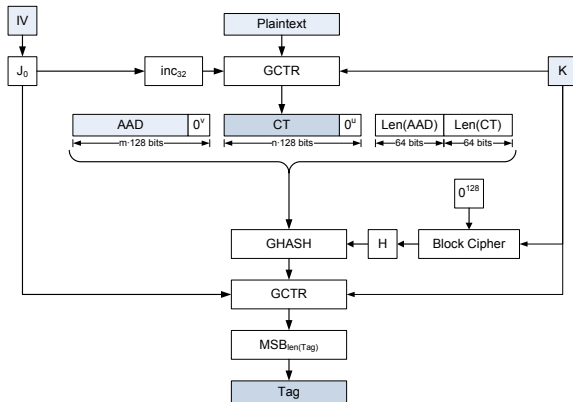 IV
Plaintext
J₀
inc₃₂
GCTR
K
AAD
0ᵛ
CT
0ᵘ
Len(AAD)
Len(CT)
m·128 bits
n·128 bits
64 bits
64 bits
0¹²⁸
GHASH
H
Block Cipher
GCTR
MSBlen(Tag)
Tag